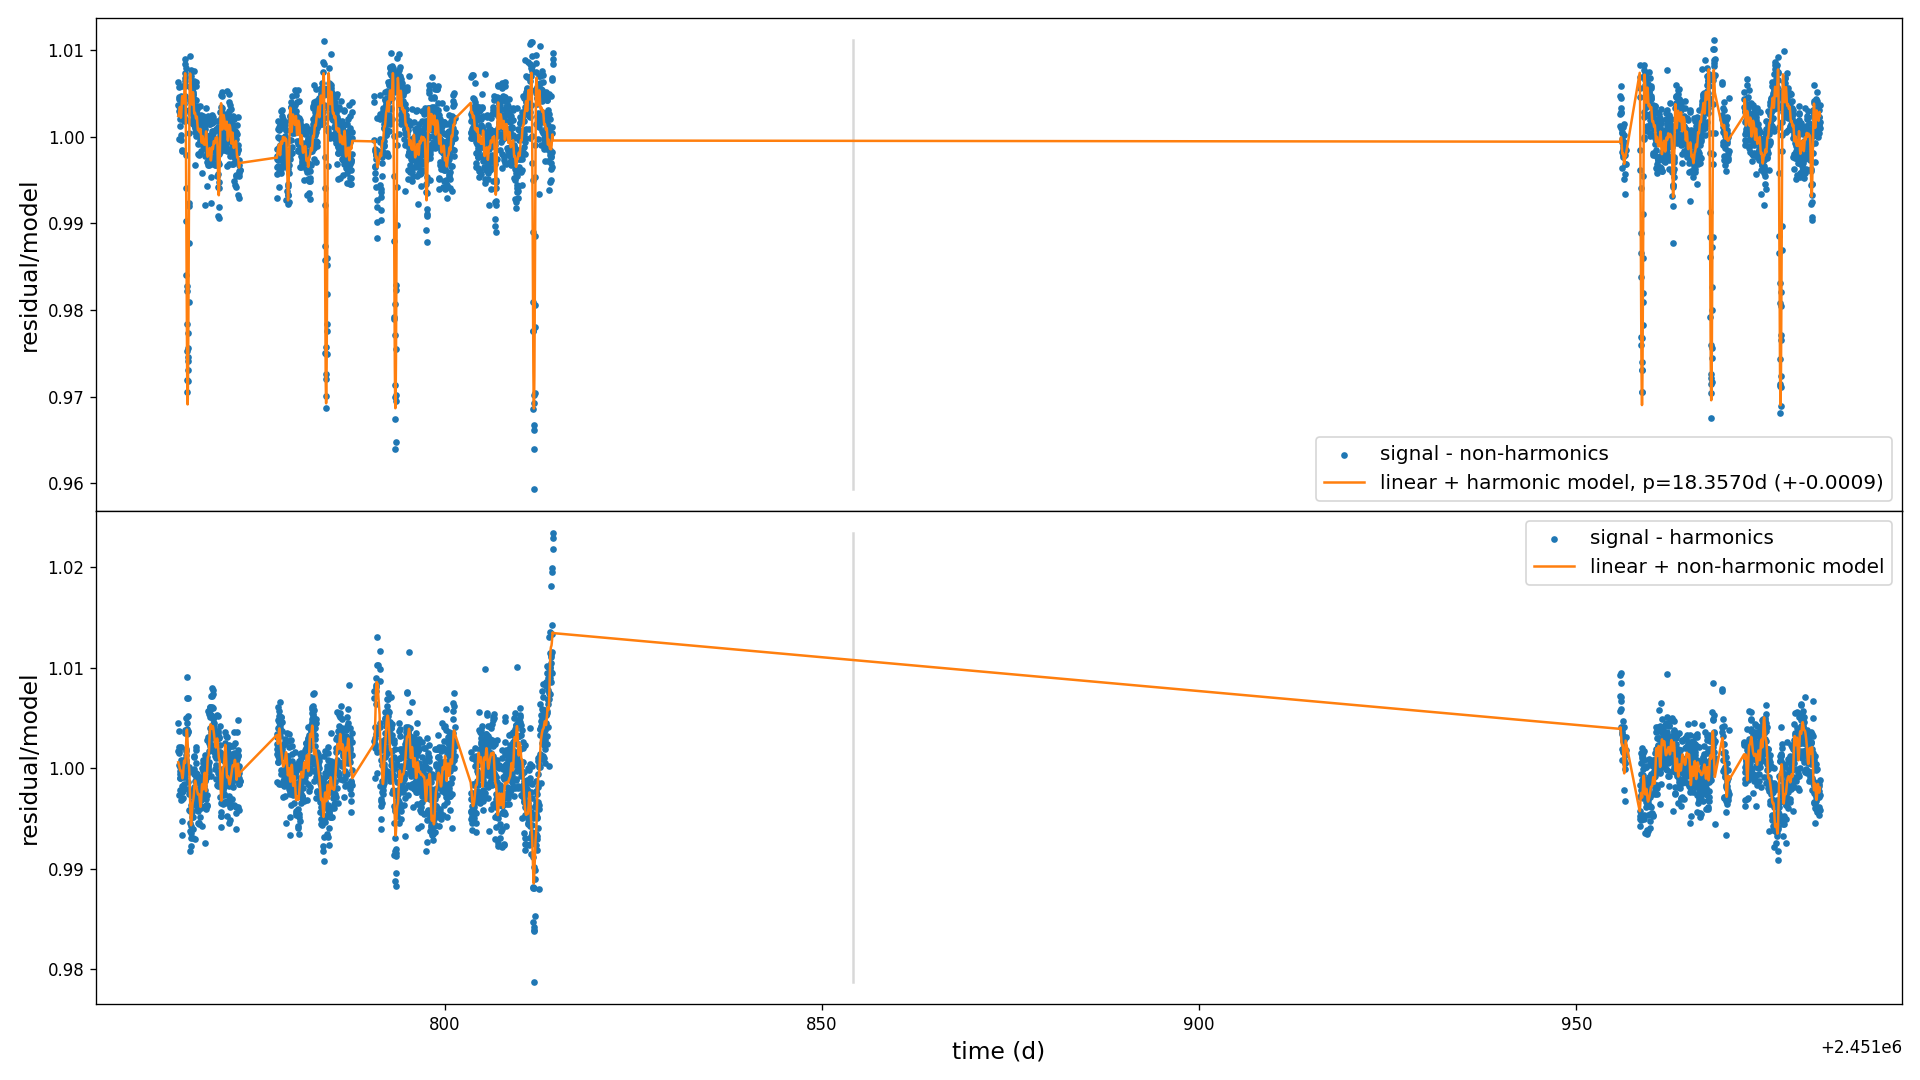 1.01
1.00
0.99
0.98
0.97
0.96
residual/model
signal - non-harmonics
linear + harmonic model, p=18.3570d (+-0.0009)
1.02
1.01
1.00
0.99
0.98
residual/model
signal - harmonics
linear + non-harmonic model
800
850
900
950
time (d)
+2.451e6